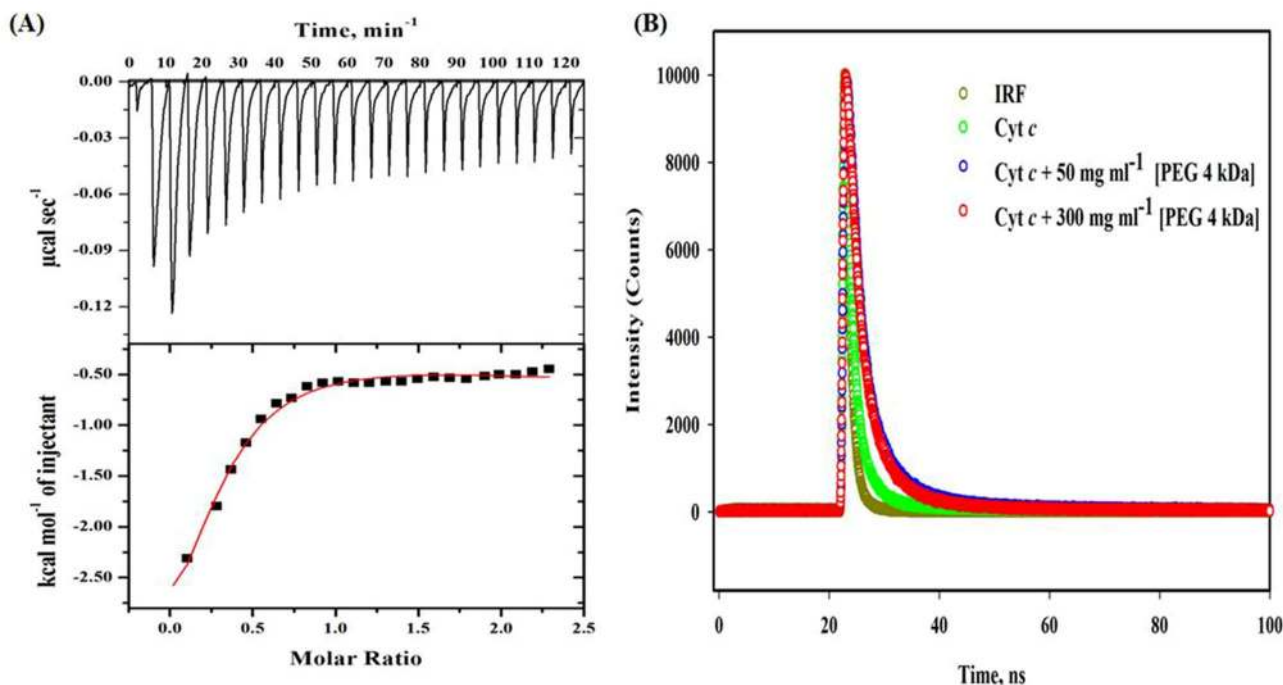 (A)
Time, min⁻¹
0 10 20 30 40 50 60 70 80 90 100 110 120
0.00
-0.03
-0.06
-0.09
-0.12
µcal sec⁻¹
-0.50
-1.00
-1.50
-2.00
-2.50
kcal mol⁻¹ of injectant
0.0 0.5 1.0 1.5 2.0 2.5
Molar Ratio
(B)
10000
8000
6000
4000
2000
0
Intensity (Counts)
IRF
Cyt c
Cyt c + 50 mg ml⁻¹ [PEG 4 kDa]
Cyt c + 300 mg ml⁻¹ [PEG 4 kDa]
0 20 40 60 80 100
Time, ns